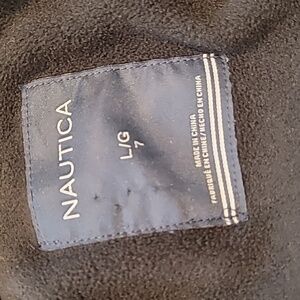 NAUTICA
L/G
7
MADE IN CHINA
FABRIQUÉ EN CHINE/HECHO EN CHINA